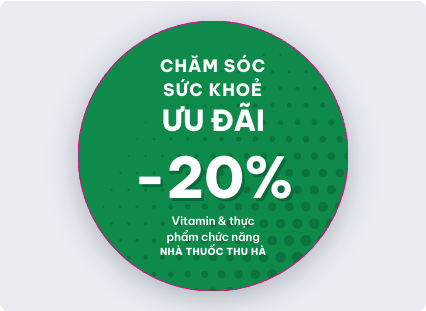 CHĂM SÓC
SỨC KHOẺ
ƯU ĐÃI
-20%
Vitamin & thực
phẩm chức năng
NHÀ THUỐC THU HÀ